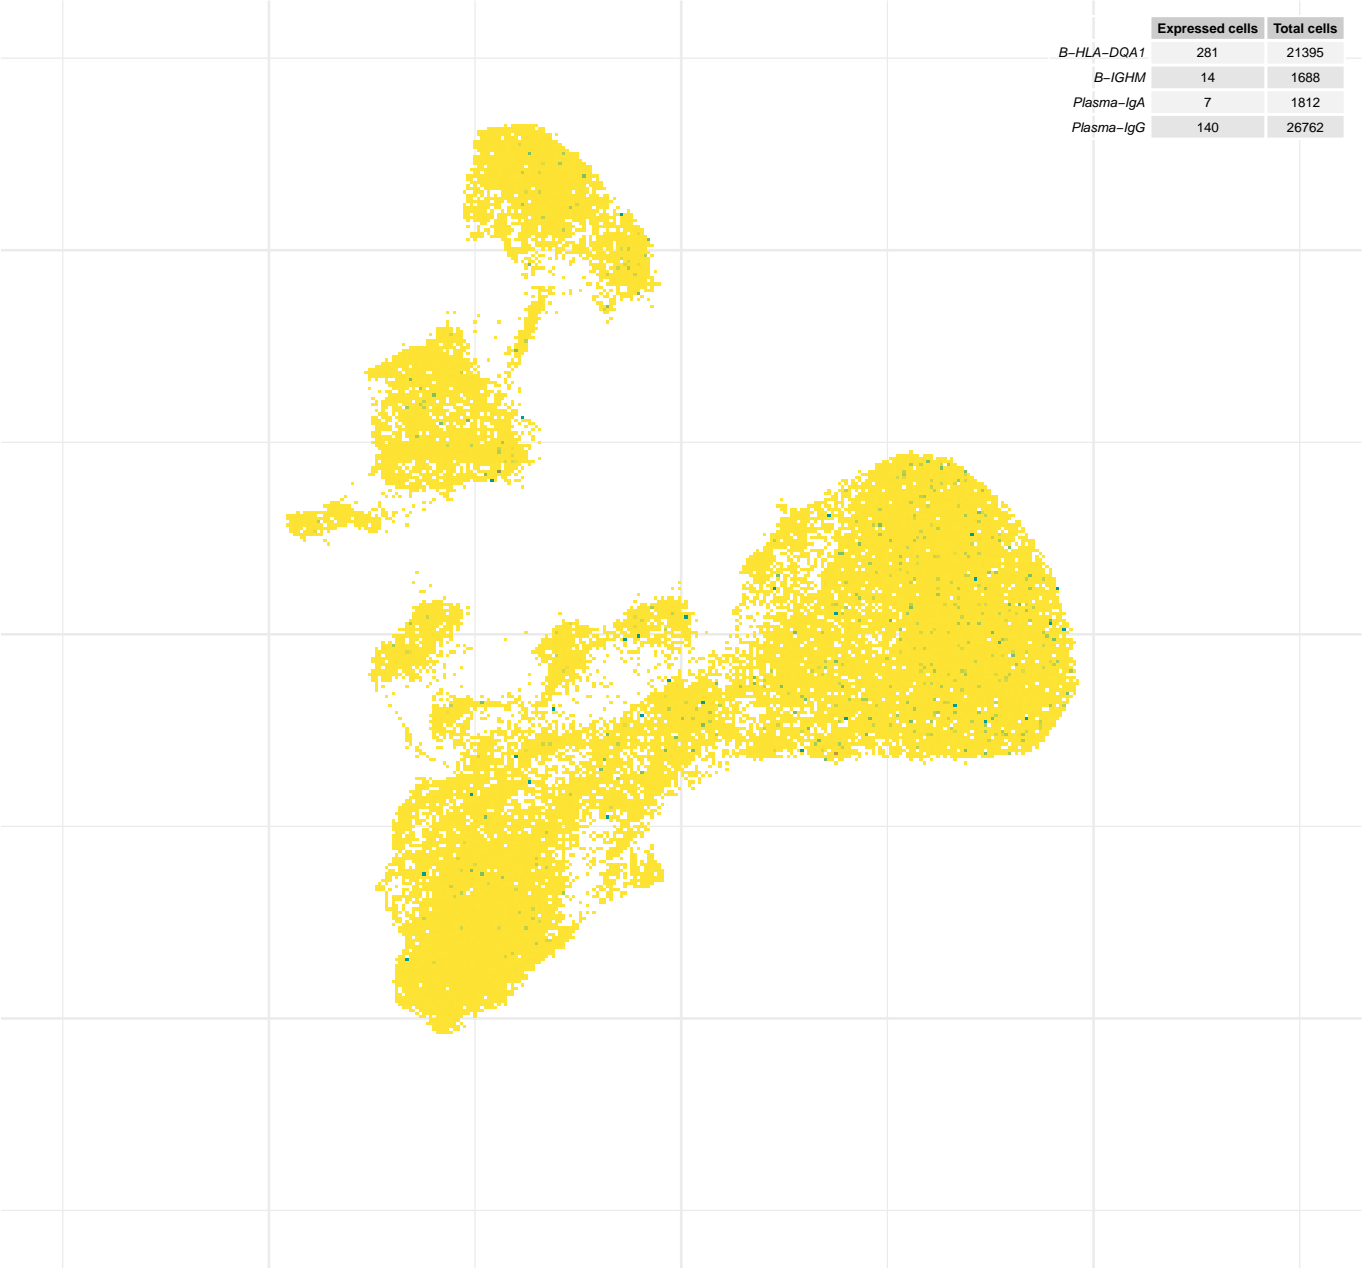 Expressed cells Total cells
B−HLA−DQA1 281 21395
B−IGHM 14 1688
Plasma−IgA 7 1812
Plasma−IgG 140 26762